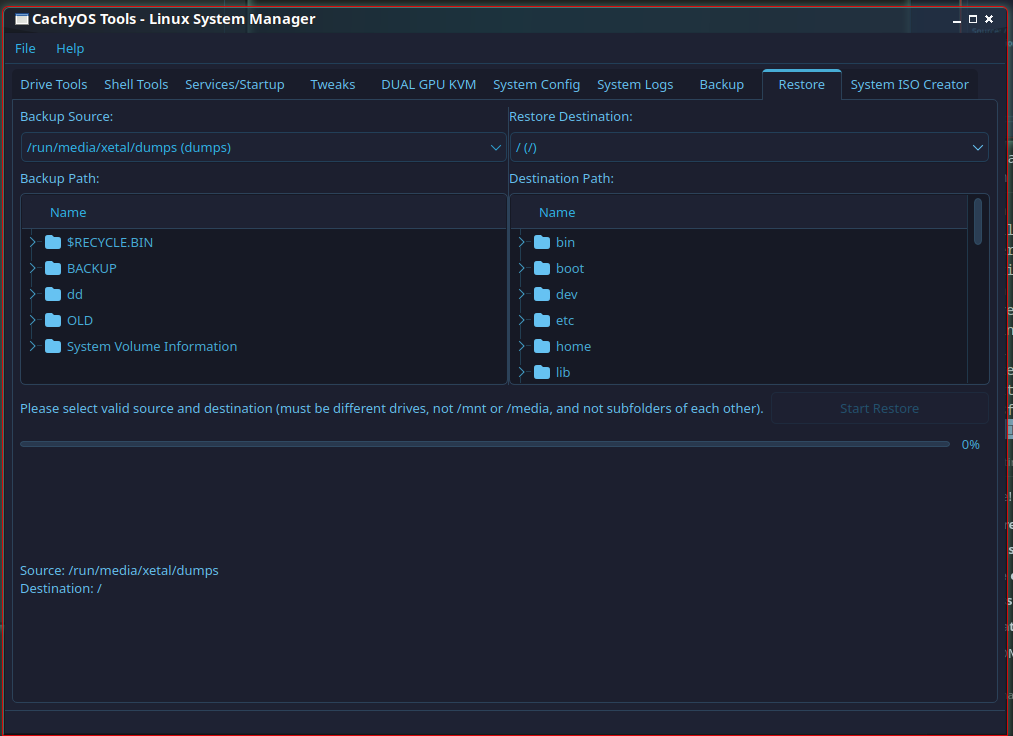 CachyOS Tools - Linux System Manager
File Help
Drive Tools Shell Tools Services/Startup Tweaks DUAL GPU KVM System Config System Logs Backup Restore System ISO Creator
Backup Source: Restore Destination:
/run/media/xetal/dumps (dumps) / (/)
Backup Path: Destination Path:
Name Name
$RECYCLE.BIN bin
BACKUP boot
dd dev
OLD etc
System Volume Information home
lib
Please select valid source and destination (must be different drives, not /mnt or /media, and not subfolders of each other). Start Restore
0%
Source: /run/media/xetal/dumps
Destination: /